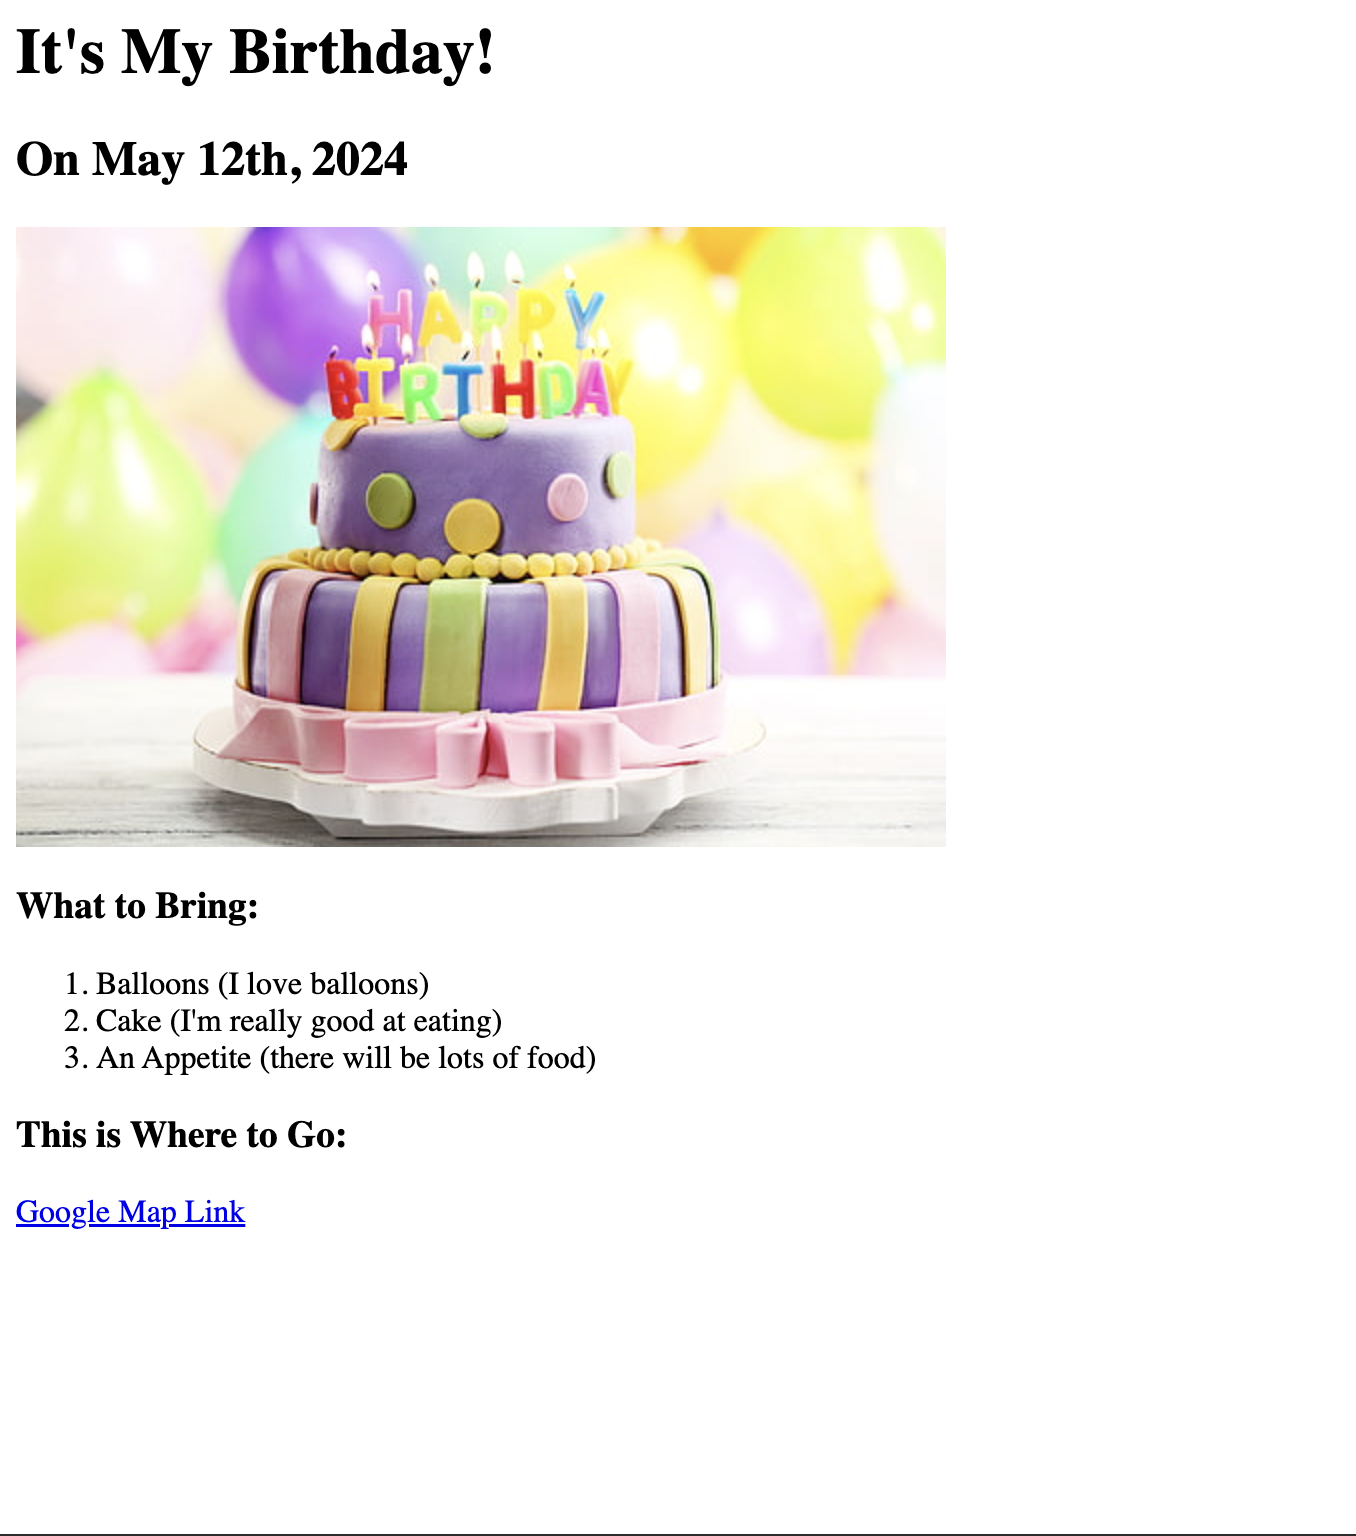 It's My Birthday!
On May 12th, 2024
HAPPY
BIRTHDAY
What to Bring:
1. Balloons (I love balloons)
2. Cake (I'm really good at eating)
3. An Appetite (there will be lots of food)
This is Where to Go:
Google Map Link